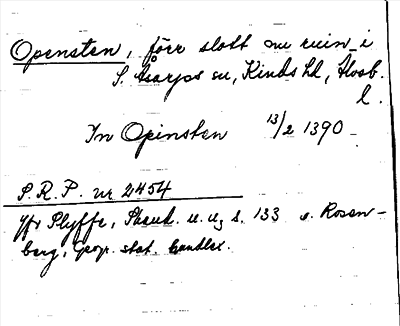 Opensten, förr slott nu ruin i
S. Åsarps sn, Kinds hd, Älvsb.
l.
In Opinsten 13/2 1390
S.R.P. nr 2454
Jfr Styffe, Skand. u. u., s. 133 o. Rosen-
berg, Geogr. stat. handlex.